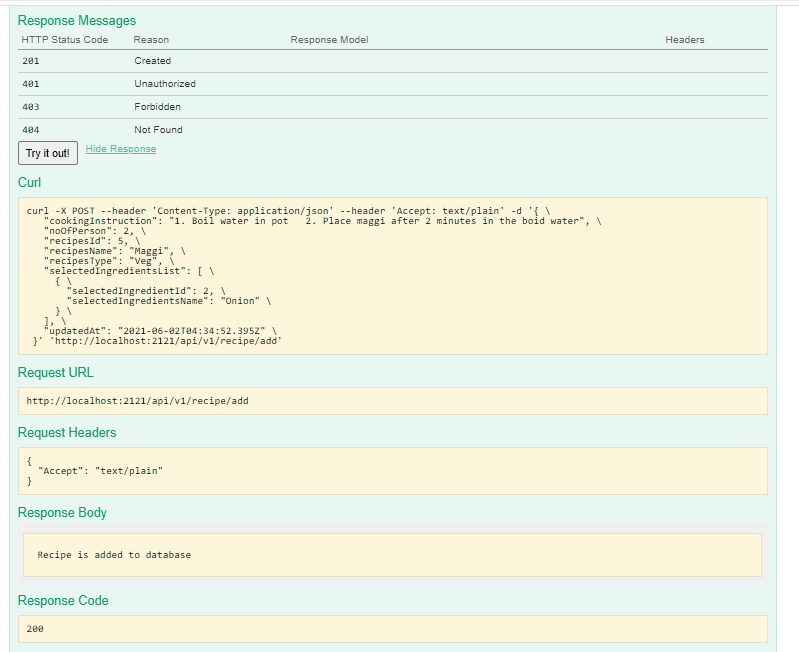 Response Messages
HTTP Status Code Reason Response Model Headers
201 Created
401 Unauthorized
403 Forbidden
404 Not Found
Try it out! Hide Response
Curl
curl -X POST --header 'Content-Type: application/json' --header 'Accept: text/plain' -d '{ \
"cookingInstruction": "1. Boil water in pot   2. Place maggi after 2 minutes in the boid water", \
"noOfPerson": 2, \
"recipesId": 5, \
"recipesName": "Maggi", \
"recipesType": "Veg", \
"selectedIngredientsList": [ \
{ \
"selectedIngredientId": 2, \
"selectedIngredientsName": "Onion" \
} \
], \
"updatedAt": "2021-06-02T04:34:52.395Z" \
}' 'http://localhost:2121/api/v1/recipe/add'
Request URL
http://localhost:2121/api/v1/recipe/add
Request Headers
{
"Accept": "text/plain"
}
Response Body
Recipe is added to database
Response Code
200